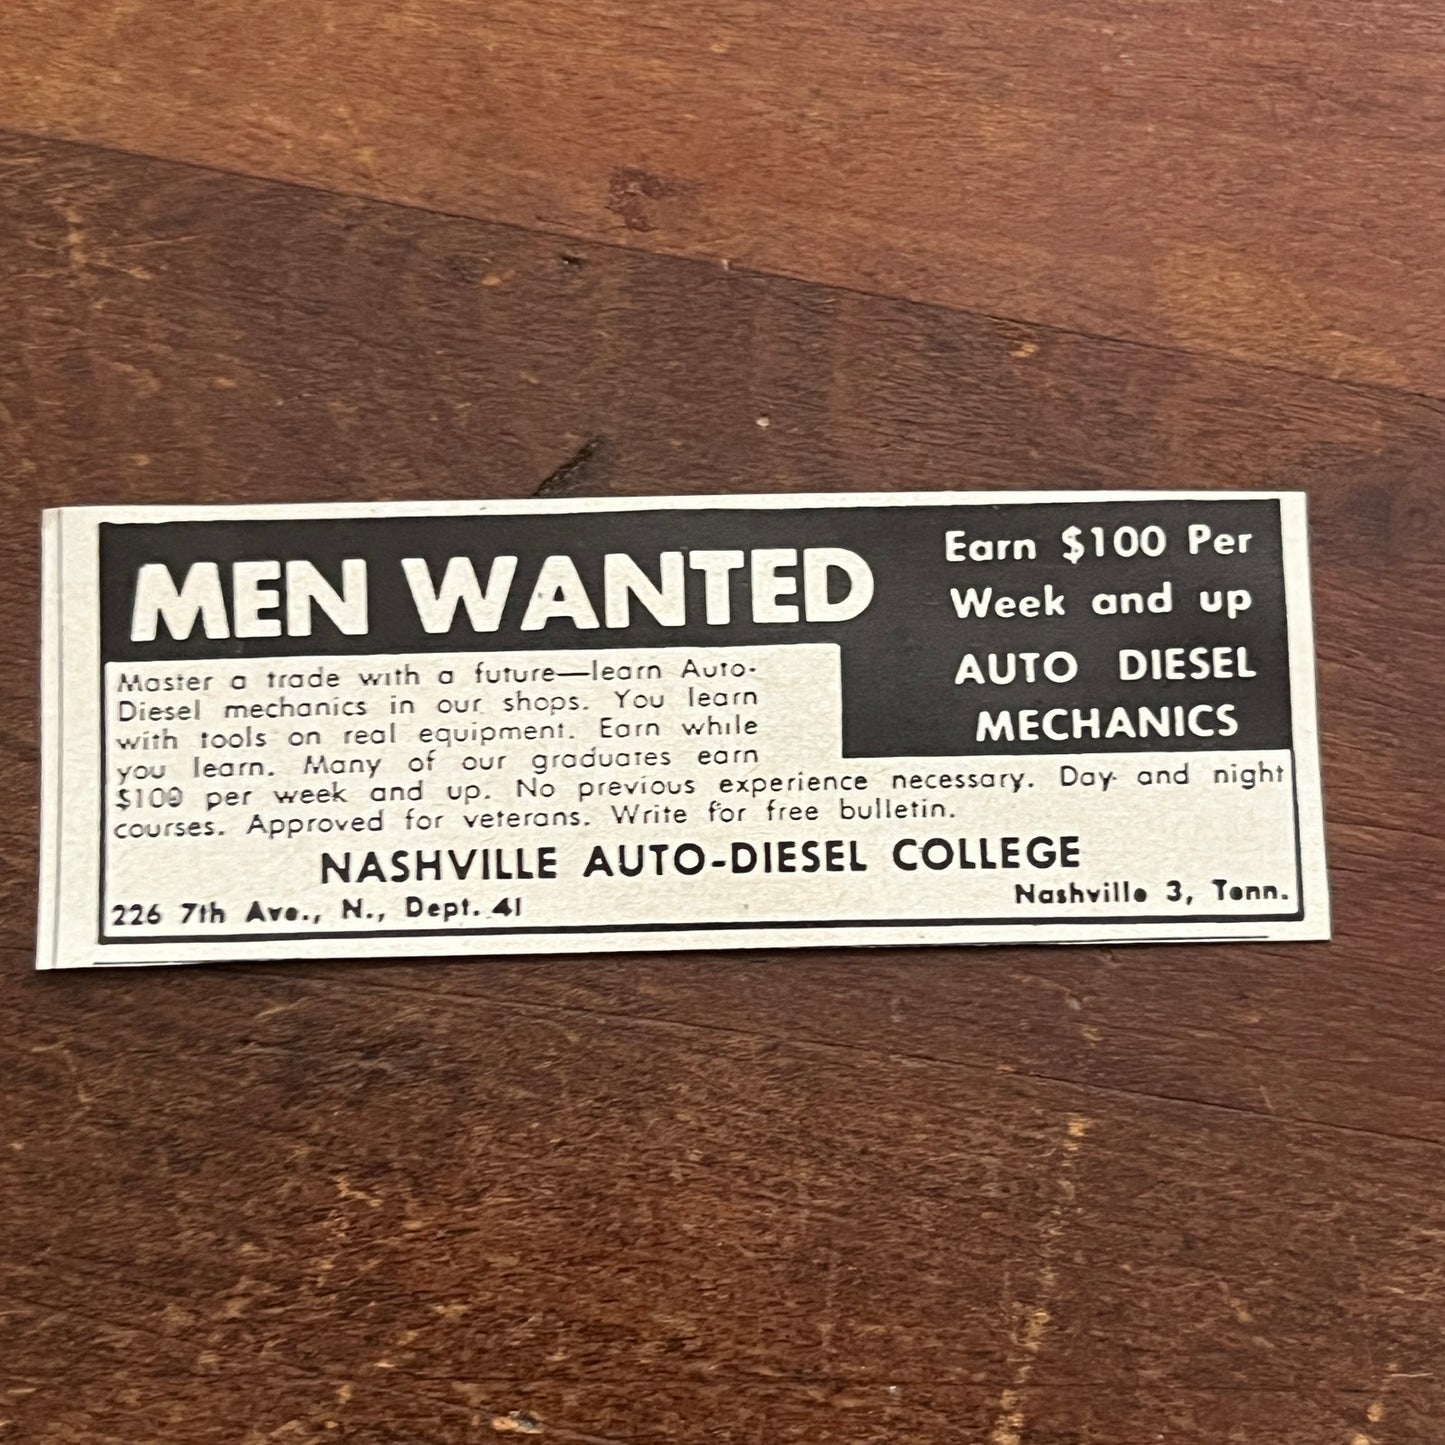 MEN WANTED
Earn $100 Per
Week and up
AUTO DIESEL
MECHANICS
Master a trade with a future—learn Auto-
Diesel mechanics in our shops. You learn
with tools on real equipment. Earn while
you learn. Many of our graduates earn
$100 per week and up. No previous experience necessary. Day and night
courses. Approved for veterans. Write for free bulletin.
NASHVILLE AUTO-DIESEL COLLEGE
226 7th Ave., N., Dept. 41 Nashville 3, Tenn.